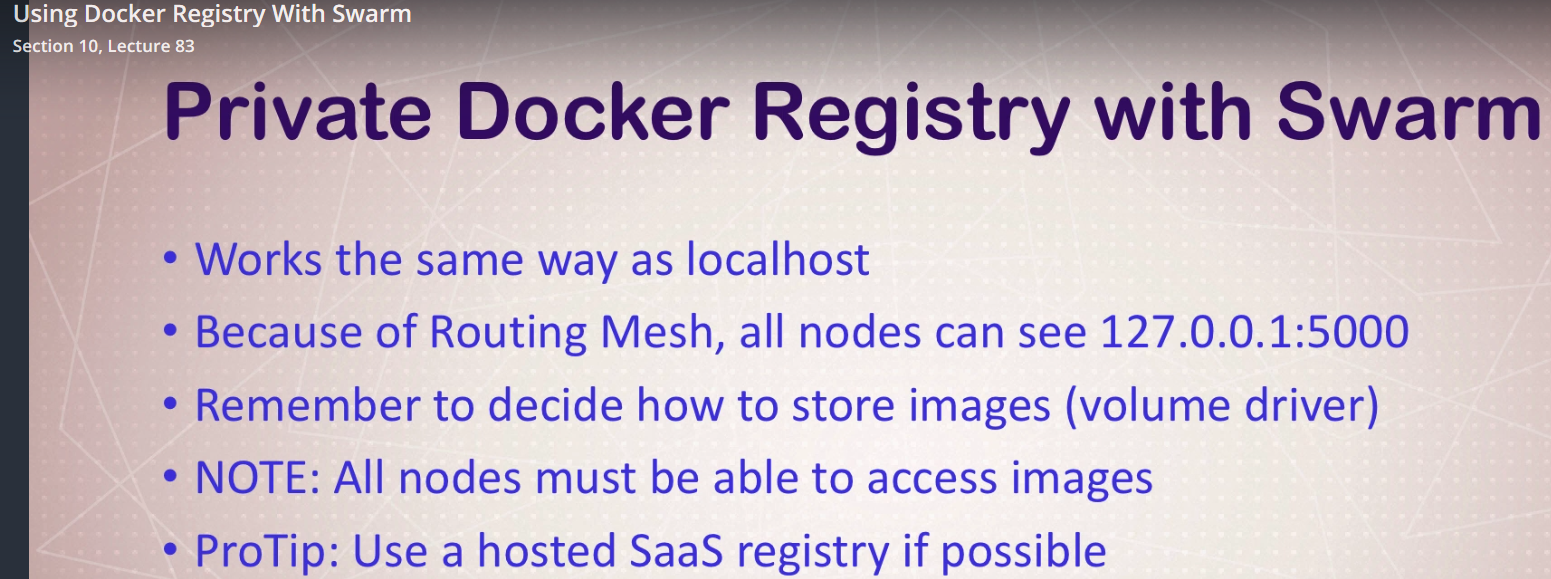 Using Docker Registry With Swarm
Section 10, Lecture 83
Private Docker Registry with Swarm
• Works the same way as localhost
• Because of Routing Mesh, all nodes can see 127.0.0.1:5000
• Remember to decide how to store images (volume driver)
• NOTE: All nodes must be able to access images
• ProTip: Use a hosted SaaS registry if possible